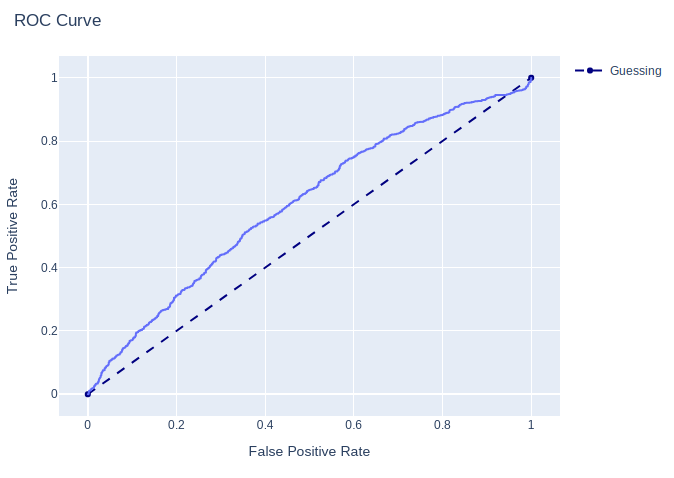 ROC Curve
Guessing
True Positive Rate
1
0.8
0.6
0.4
0.2
0
0 0.2 0.4 0.6 0.8 1
False Positive Rate